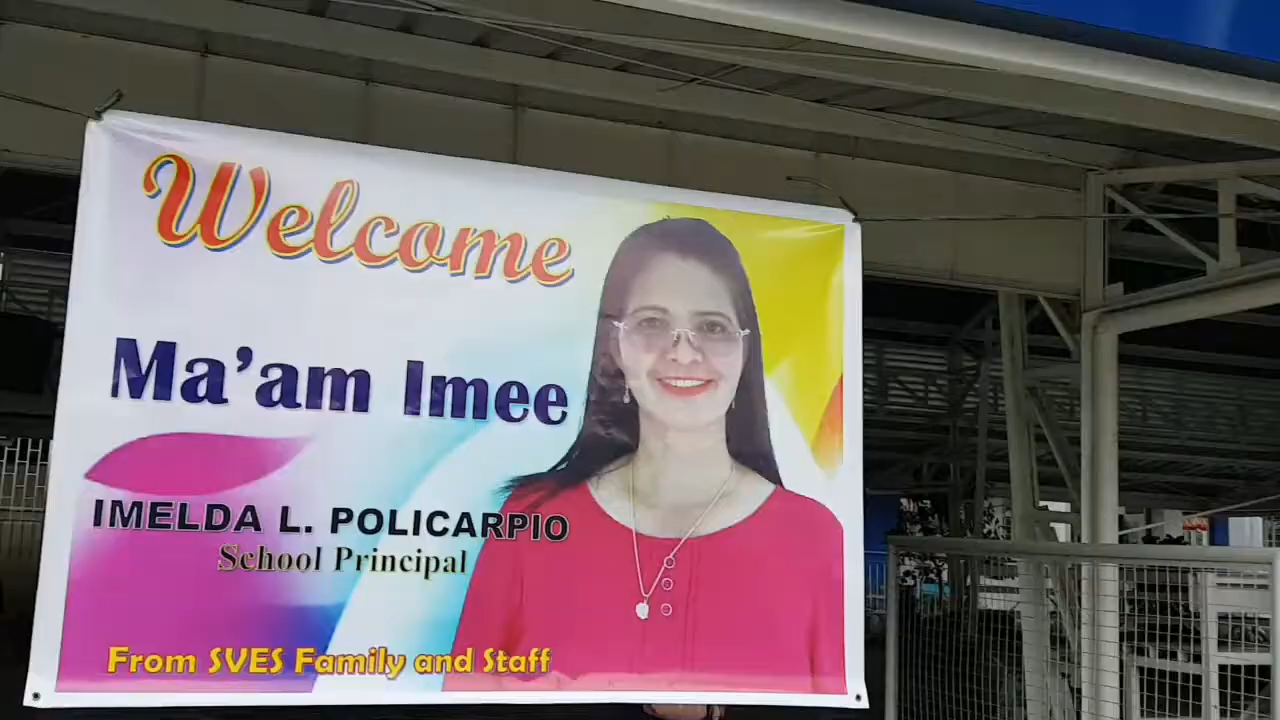 Welcome
Ma'am Imee
IMELDA L. POLICARPIO
School Principal
From SVES Family and Staff